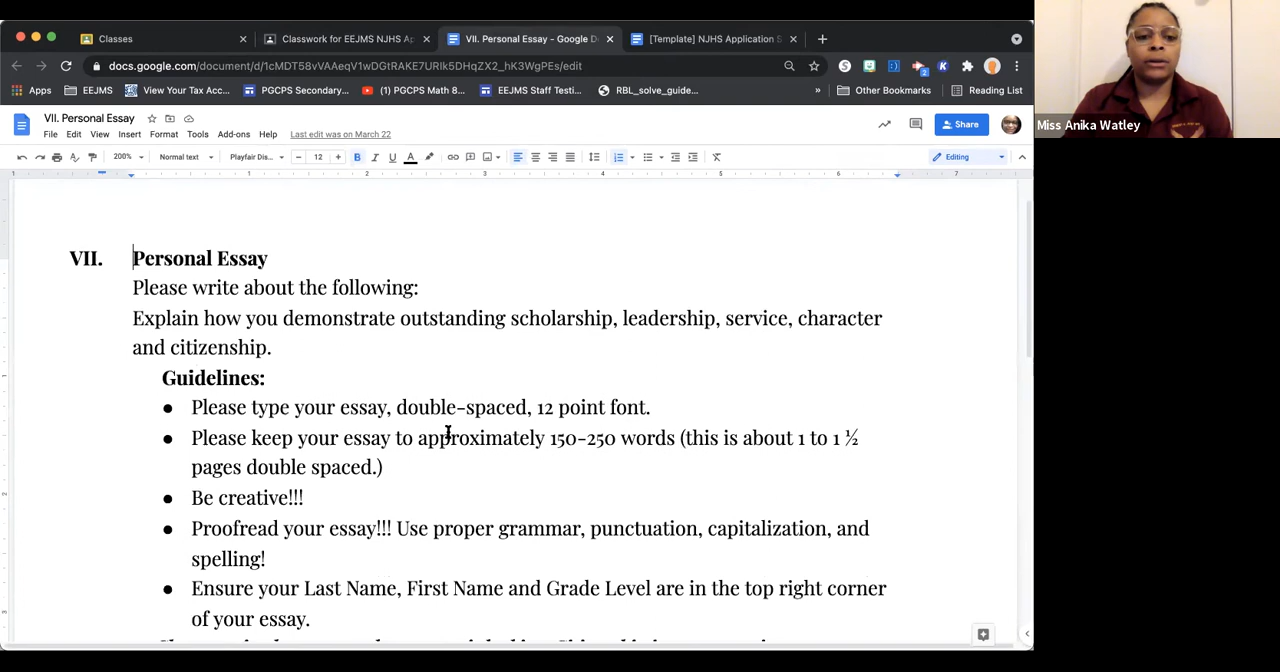 Classes
Classwork for EEJMS NJHS Ap
VII. Personal Essay - Google D
[Template] NJHS Application S
docs.google.com/document/d/1cMDT58vVAAeqV1wDGtRAKE7URlk5DHqZX2_hK3WgPEs/edit
Apps
EEJMS
View Your Tax Acc...
PGCPS Secondary...
PGCPS Math 8...
EEJMS Staff Testi...
RBL_solve_guide...
»
Other Bookmarks
Reading List
VII. Personal Essay
File Edit View Insert Format Tools Add-ons Help Last edit was on March 22
Share
200% Normal text Playfair Dis... 12 B I U A Editing
1 1 2 3 4 5 6 7
VII. Personal Essay
Please write about the following:
Explain how you demonstrate outstanding scholarship, leadership, service, character
and citizenship.
Guidelines:
● Please type your essay, double-spaced, 12 point font.
● Please keep your essay to approximately 150-250 words (this is about 1 to 1 ½
pages double spaced.)
● Be creative!!!
● Proofread your essay!!! Use proper grammar, punctuation, capitalization, and
spelling!
● Ensure your Last Name, First Name and Grade Level are in the top right corner
of your essay.
Miss Anika Watley